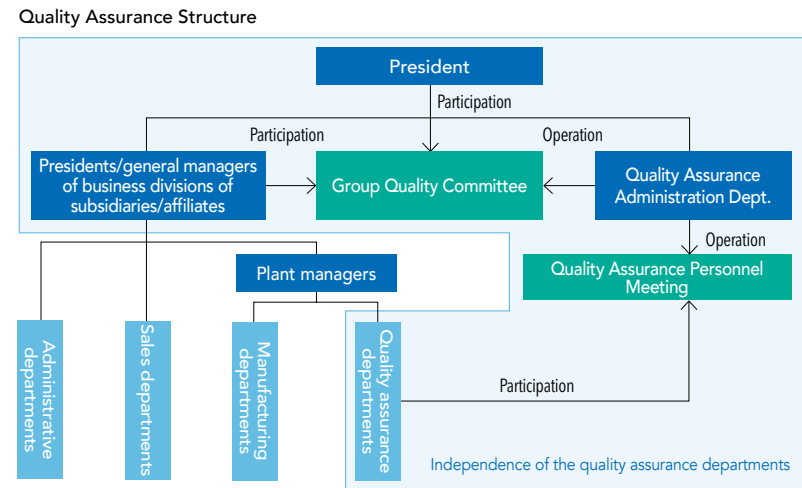 Quality Assurance Structure
President
Participation
Participation
Operation
Presidents/general managers
of business divisions of
subsidiaries/affiliates
Group Quality Committee
Quality Assurance
Administration Dept.
Operation
Plant managers
Quality Assurance Personnel
Meeting
Administrative
departments
Sales departments
Manufacturing
departments
Quality assurance
departments
Participation
Independence of the quality assurance departments